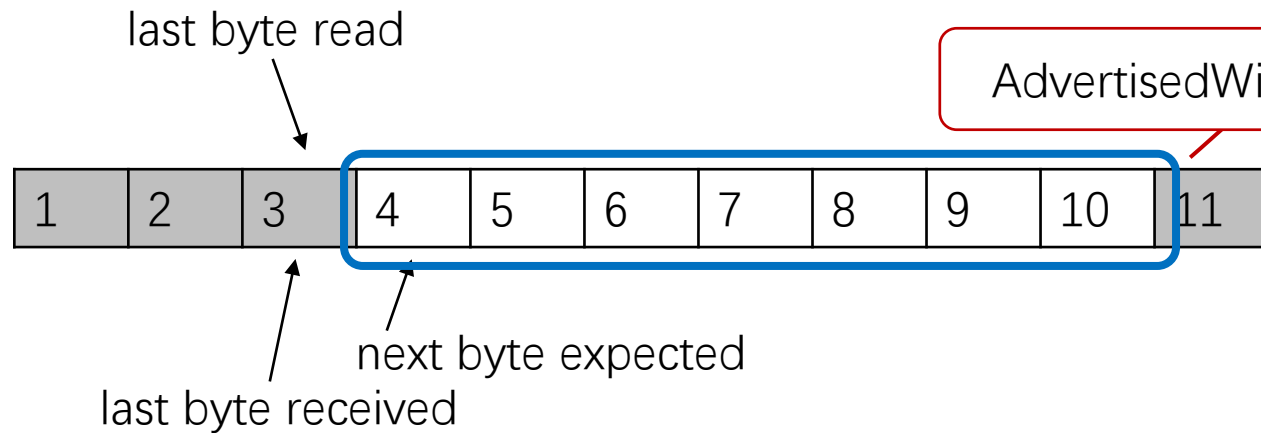 last byte read
AdvertisedWi
1 2 3 4 5 6 7 8 9 10 11
next byte expected
last byte received